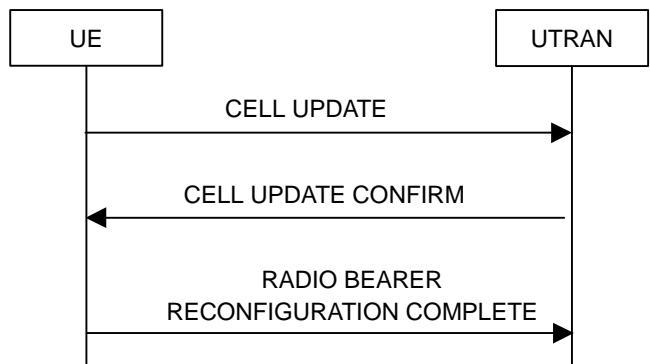 UE
UTRAN
CELL UPDATE
CELL UPDATE CONFIRM
RADIO BEARER
RECONFIGURATION COMPLETE